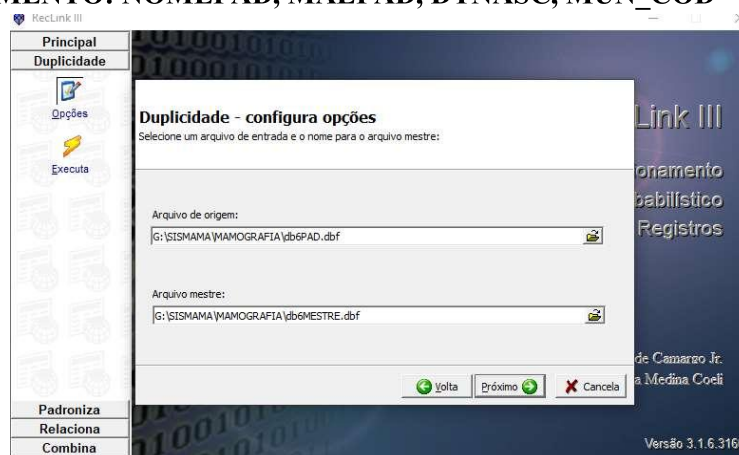 MENTO: NOMEPAD, MAEPAD, DTNASC, MUN_COD
RecLink III
Principal
Duplicidade
Opções
Executa
Duplicidade - configura opções
Selecione um arquivo de entrada e o nome para o arquivo mestre:
Arquivo de origem:
G:\SISMAMA\MAMOGRAFIA\db6PAD.dbf
Arquivo mestre:
G:\SISMAMA\MAMOGRAFIA\db6MESTRE.dbf
Volta
Próximo
Cancela
Link III
onamento
babilístico
Registros
de Camargo Jr.
a Medina Coeli
Padroniza
Relaciona
Combina
Versão 3.1.6.316